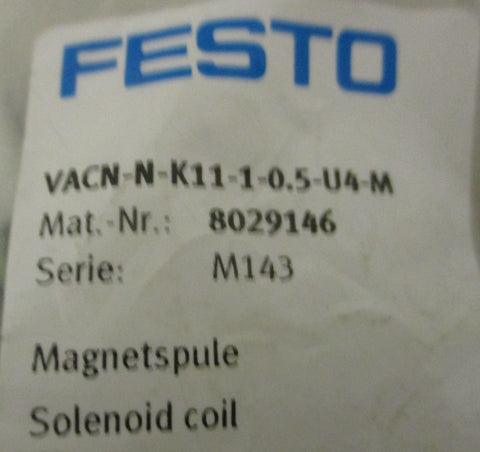 FESTO
VACN-N-K11-1-0.5-U4-M
Mat.-Nr.: 8029146
Serie: M143
Magnetspule
Solenoid coil